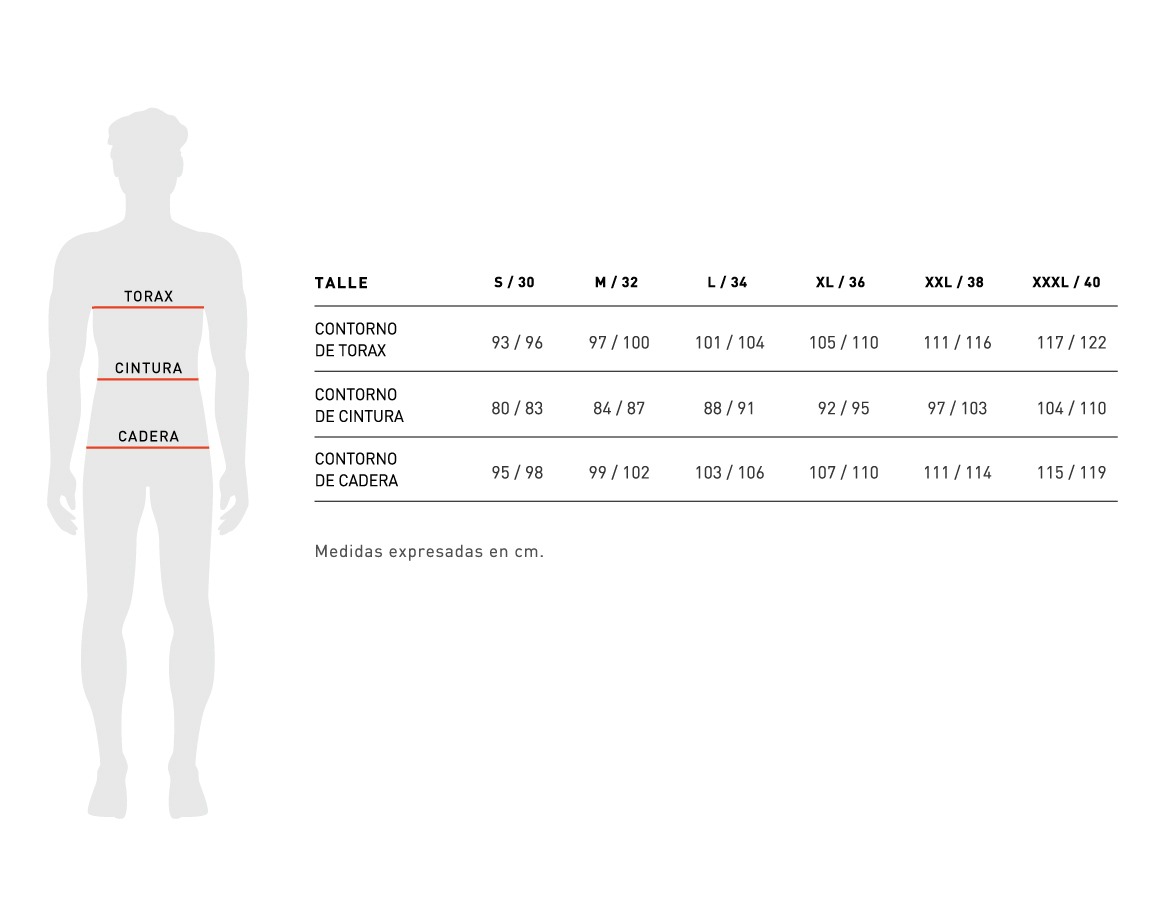 TORAX
CINTURA
CADERA
TALLE S / 30 M / 32 L / 34 XL / 36 XXL / 38 XXXL / 40
CONTORNO
DE TORAX 93 / 96 97 / 100 101 / 104 105 / 110 111 / 116 117 / 122
CONTORNO
DE CINTURA 80 / 83 84 / 87 88 / 91 92 / 95 97 / 103 104 / 110
CONTORNO
DE CADERA 95 / 98 99 / 102 103 / 106 107 / 110 111 / 114 115 / 119
Medidas expresadas en cm.